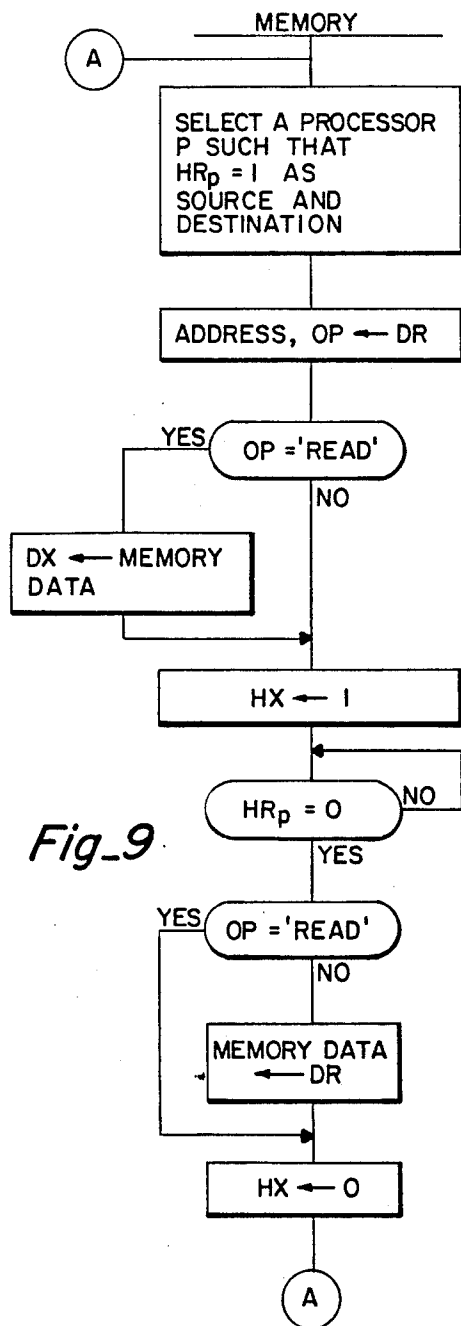 MEMORY
A
SELECT A PROCESSOR
P SUCH THAT
HRp = 1 AS
SOURCE AND
DESTINATION
ADDRESS, OP ← DR
YES
OP ='READ'
NO
DX ← MEMORY
DATA
HX ← 1
HRp = 0
NO
YES
Fig_9
YES
OP ='READ'
NO
MEMORY DATA
← DR
HX ← 0
A